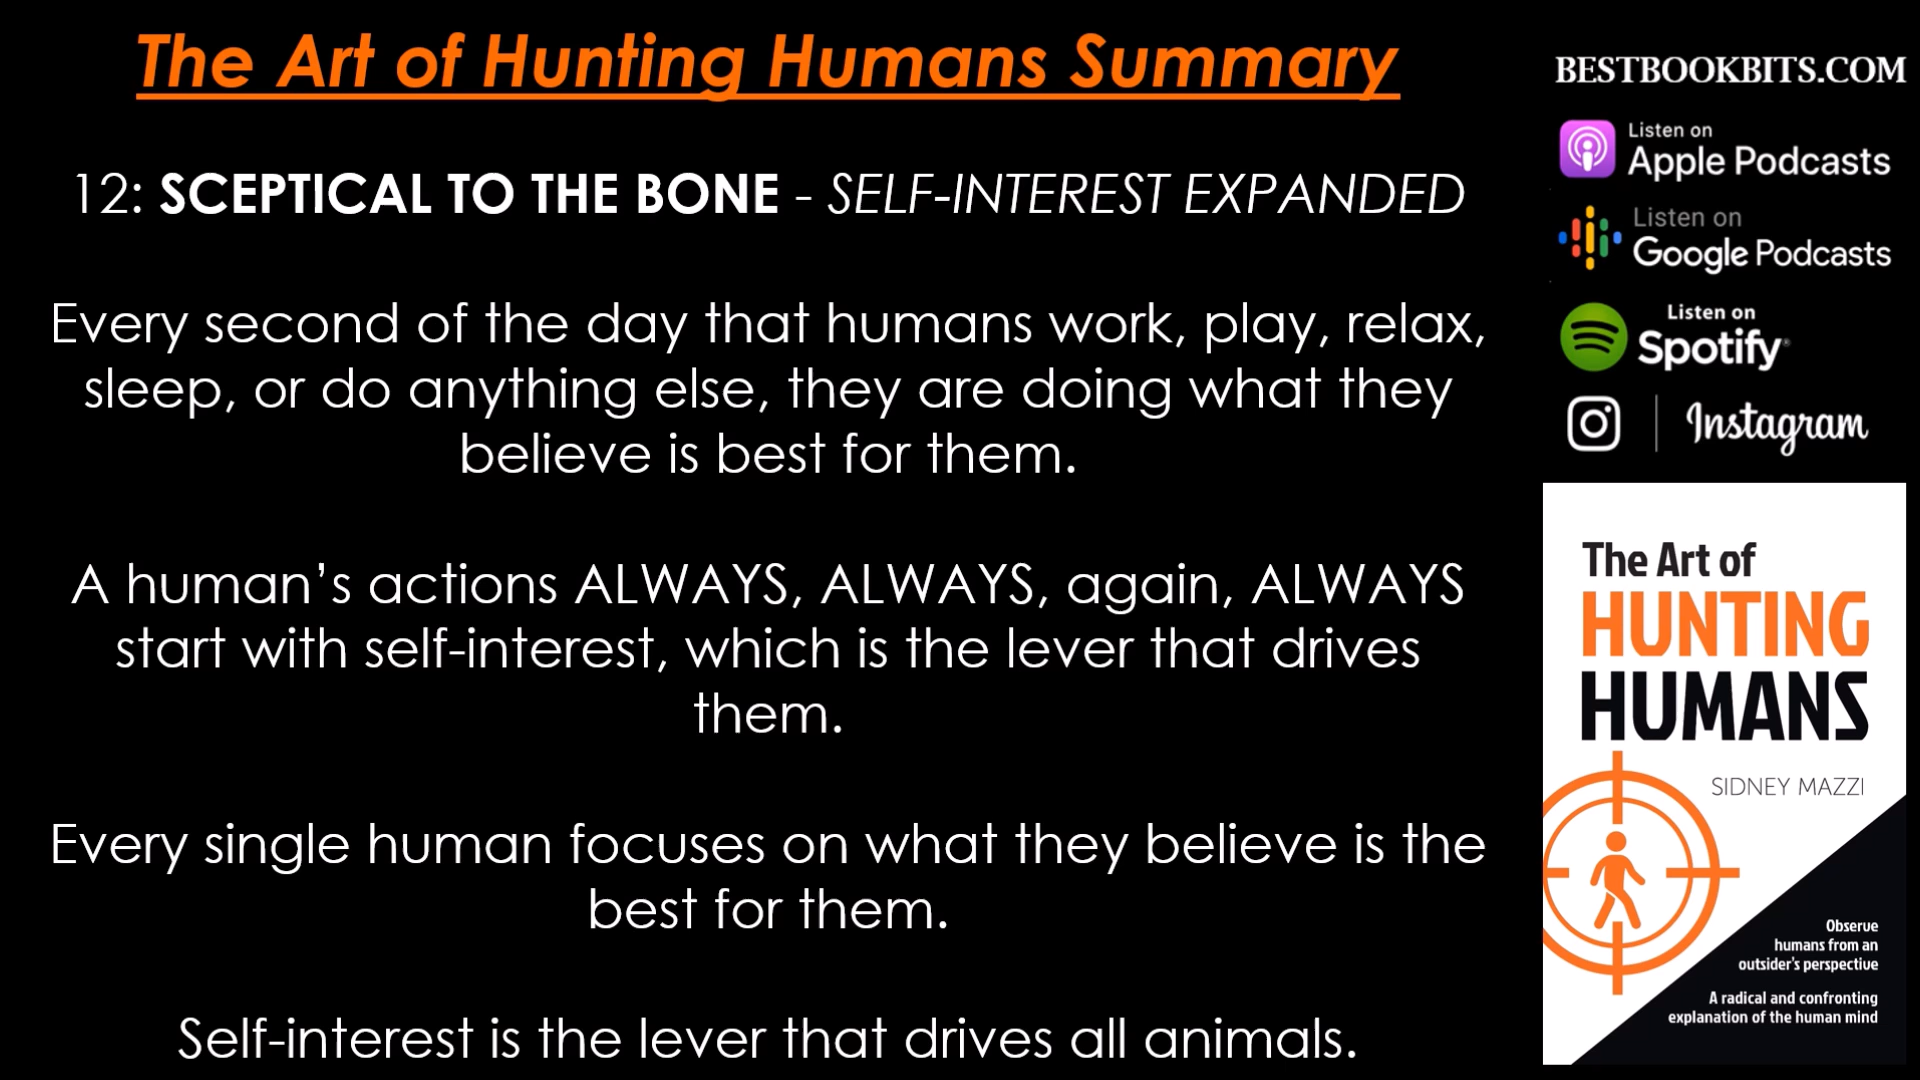 The Art of Hunting Humans Summary
12: SCEPTICAL TO THE BONE - SELF-INTEREST EXPANDED
Every second of the day that humans work, play, relax,
sleep, or do anything else, they are doing what they
believe is best for them.
A human’s actions ALWAYS, ALWAYS, again, ALWAYS
start with self-interest, which is the lever that drives
them.
Every single human focuses on what they believe is the
best for them.
Self-interest is the lever that drives all animals.
BESTBOOKBITS.COM
Listen on
Apple Podcasts
Listen on
Google Podcasts
Listen on
Spotify
Instagram
The Art of
HUNTING
HUMANS
SIDNEY MAZZI
Observe
humans from an
outsider's perspective
A radical and confronting
explanation of the human mind